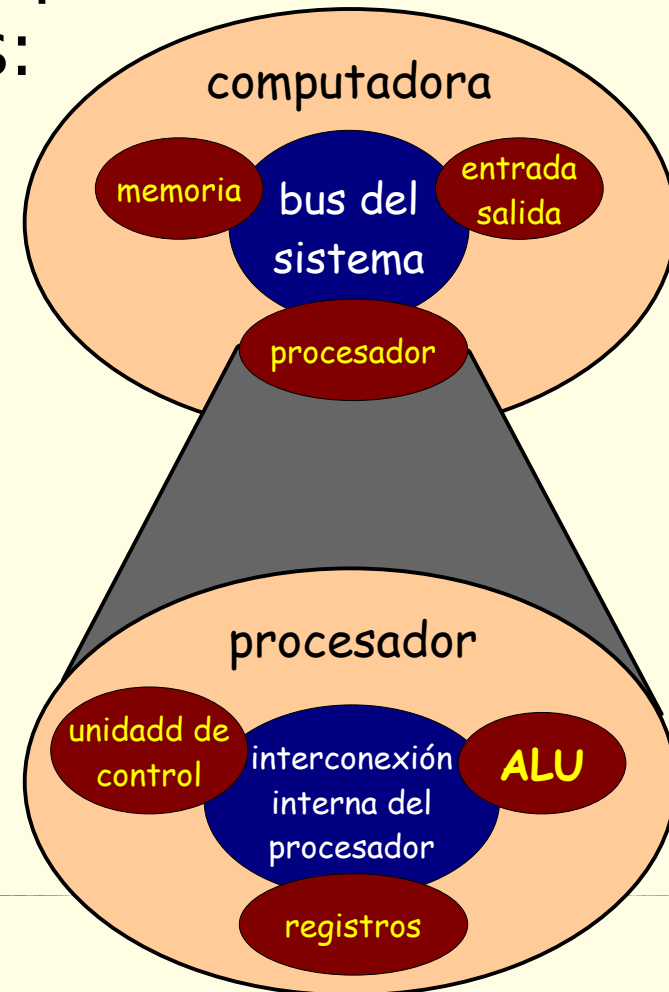 s:
computadora
memoria
bus del
sistema
entrada
salida
procesador
procesador
unidadd de
control
interconexión
interna del
procesador
ALU
registros